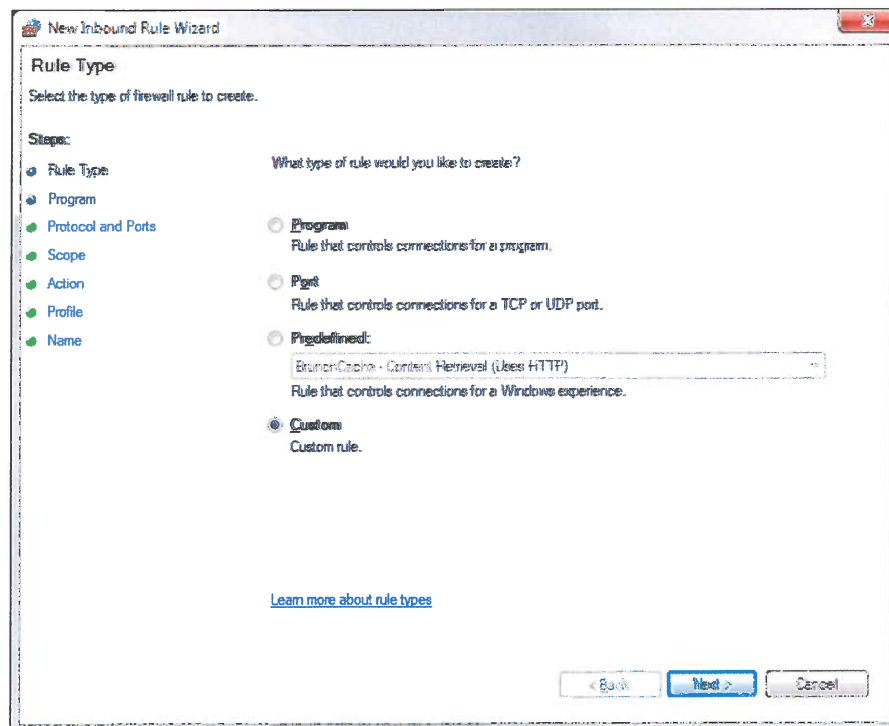 New Inbound Rule Wizard
Rule Type
Select the type of firewall rule to create.
Steps:
Rule Type
Program
Protocol and Ports
Scope
Action
Profile
Name
What type of rule would you like to create?
Program
Rule that controls connections for a program.
Port
Rule that controls connections for a TCP or UDP port.
Predefined:
BranchCache - Content Retrieval (Uses HTTP)
Rule that controls connections for a Windows experience.
Custom
Custom rule.
Learn more about rule types
< Back
Next >
Cancel